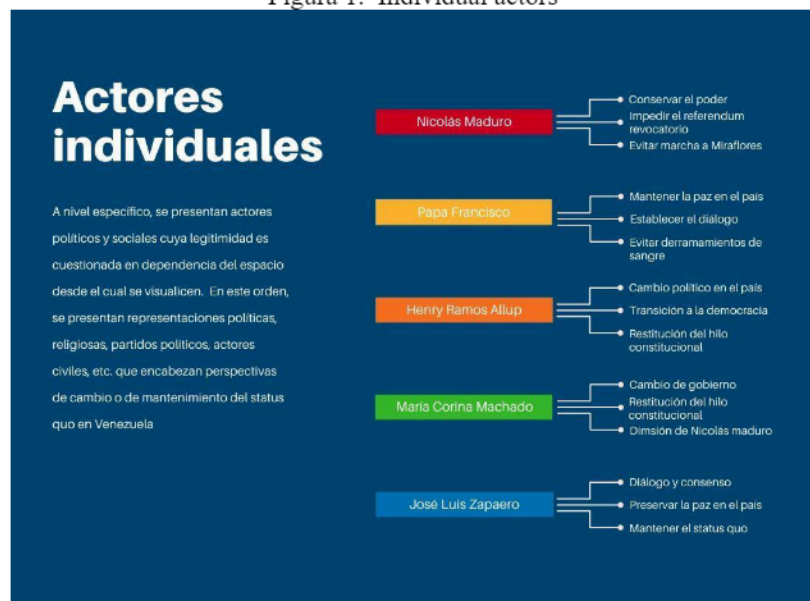 Figura 1. Individual actors
Actores
individuales
A nivel específico, se presentan actores
políticos y sociales cuya legitimidad es
cuestionada en dependencia del espacio
desde el cual se visualicen. En este orden,
se presentan representaciones políticas,
religiosas, partidos políticos, actores
civiles, etc. que encabezan perspectivas
de cambio o de mantenimiento del status
quo en Venezuela
Nicolás Maduro
Conservar el poder
Impedir el referendum
revocatorio
Evitar marcha a Miraflores
Papa Francisco
Mantener la paz en el país
Establecer el diálogo
Evitar derramamientos de
sangre
Henry Ramos Allup
Cambio político en el país
Transición a la democracia
Restitución del hilo
constitucional
María Corina Machado
Cambio de gobierno
Restitución del hilo
constitucional
Dimsión de Nicolás maduro
José Luis Zapaero
Diálogo y consenso
Preservar la paz en el país
Mantener el status quo